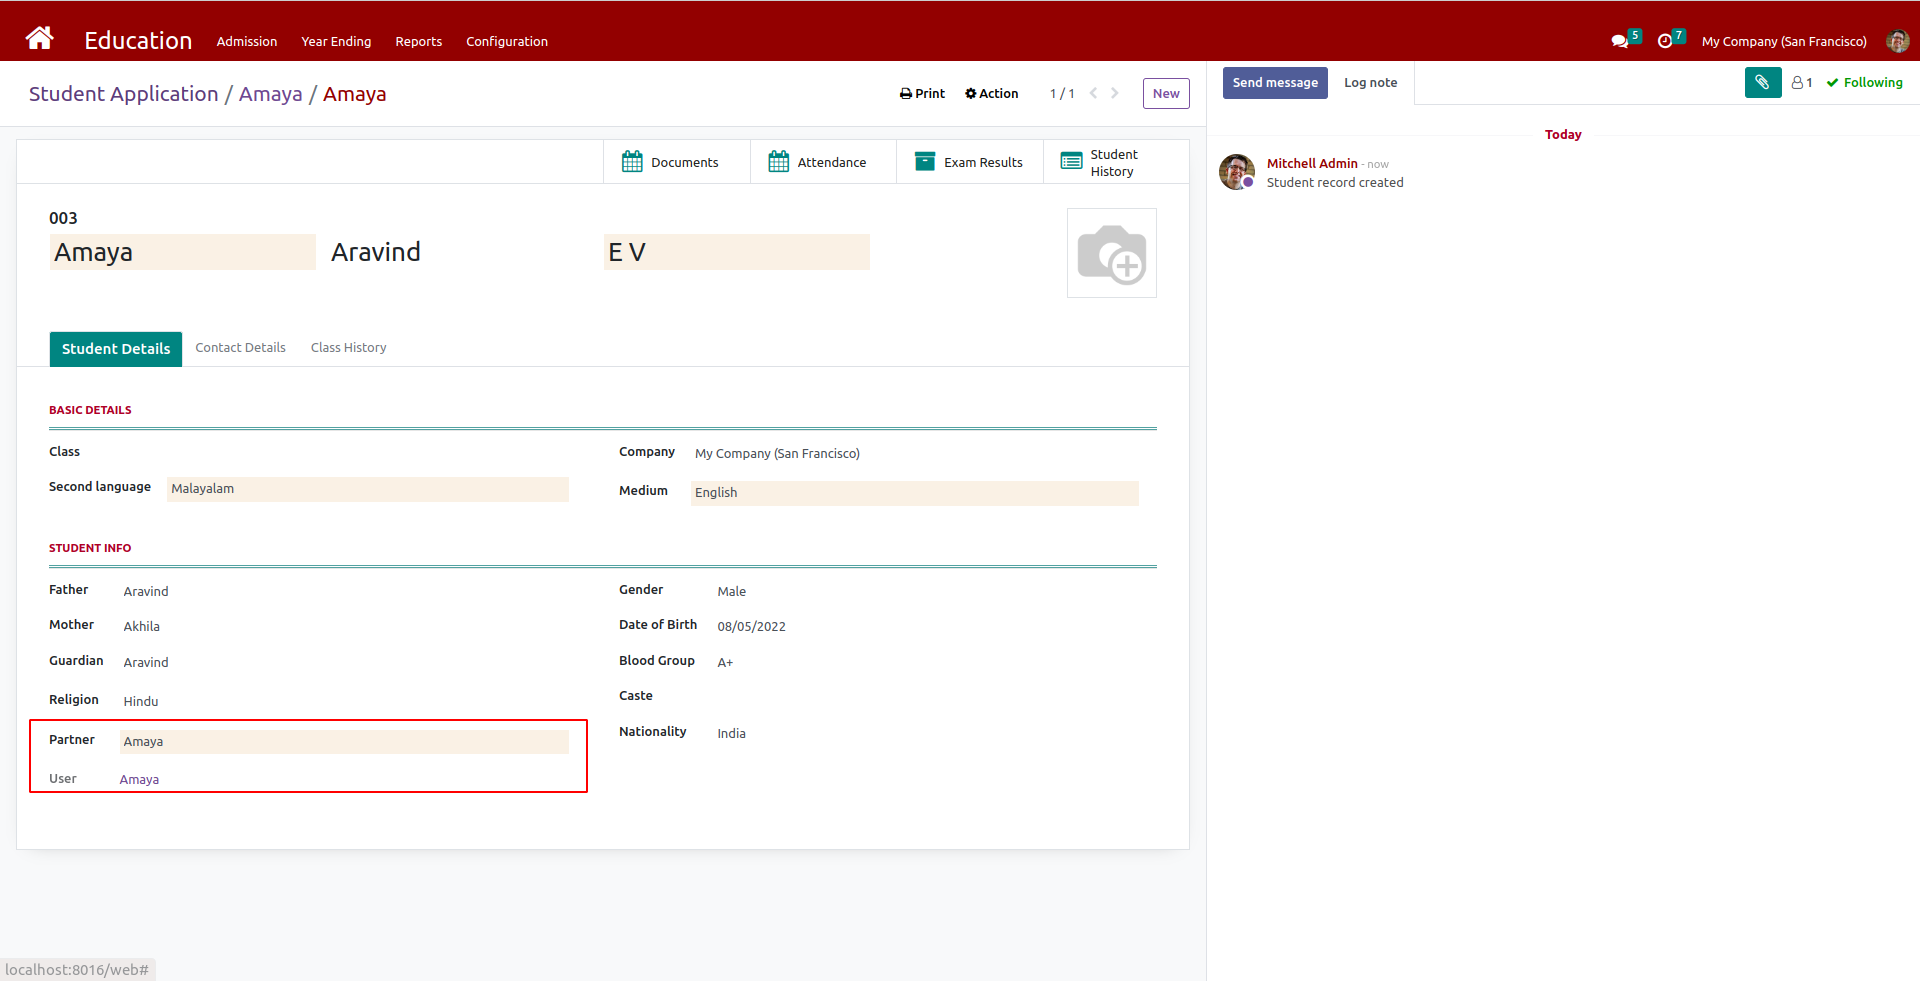 Education Admission Year Ending Reports Configuration 5 7 My Company (San Francisco)
Student Application / Amaya / Amaya Print Action 1 / 1 New
Send message Log note 1 Following
Documents Attendance Exam Results Student History
003
Amaya Aravind E V
Student Details Contact Details Class History
BASIC DETAILS
Class
Second language Malayalam
Company My Company (San Francisco)
Medium English
STUDENT INFO
Father Aravind
Mother Akhila
Guardian Aravind
Religion Hindu
Partner Amaya
User Amaya
Gender Male
Date of Birth 08/05/2022
Blood Group A+
Caste
Nationality India
Today
Mitchell Admin - now
Student record created
localhost:8016/web#